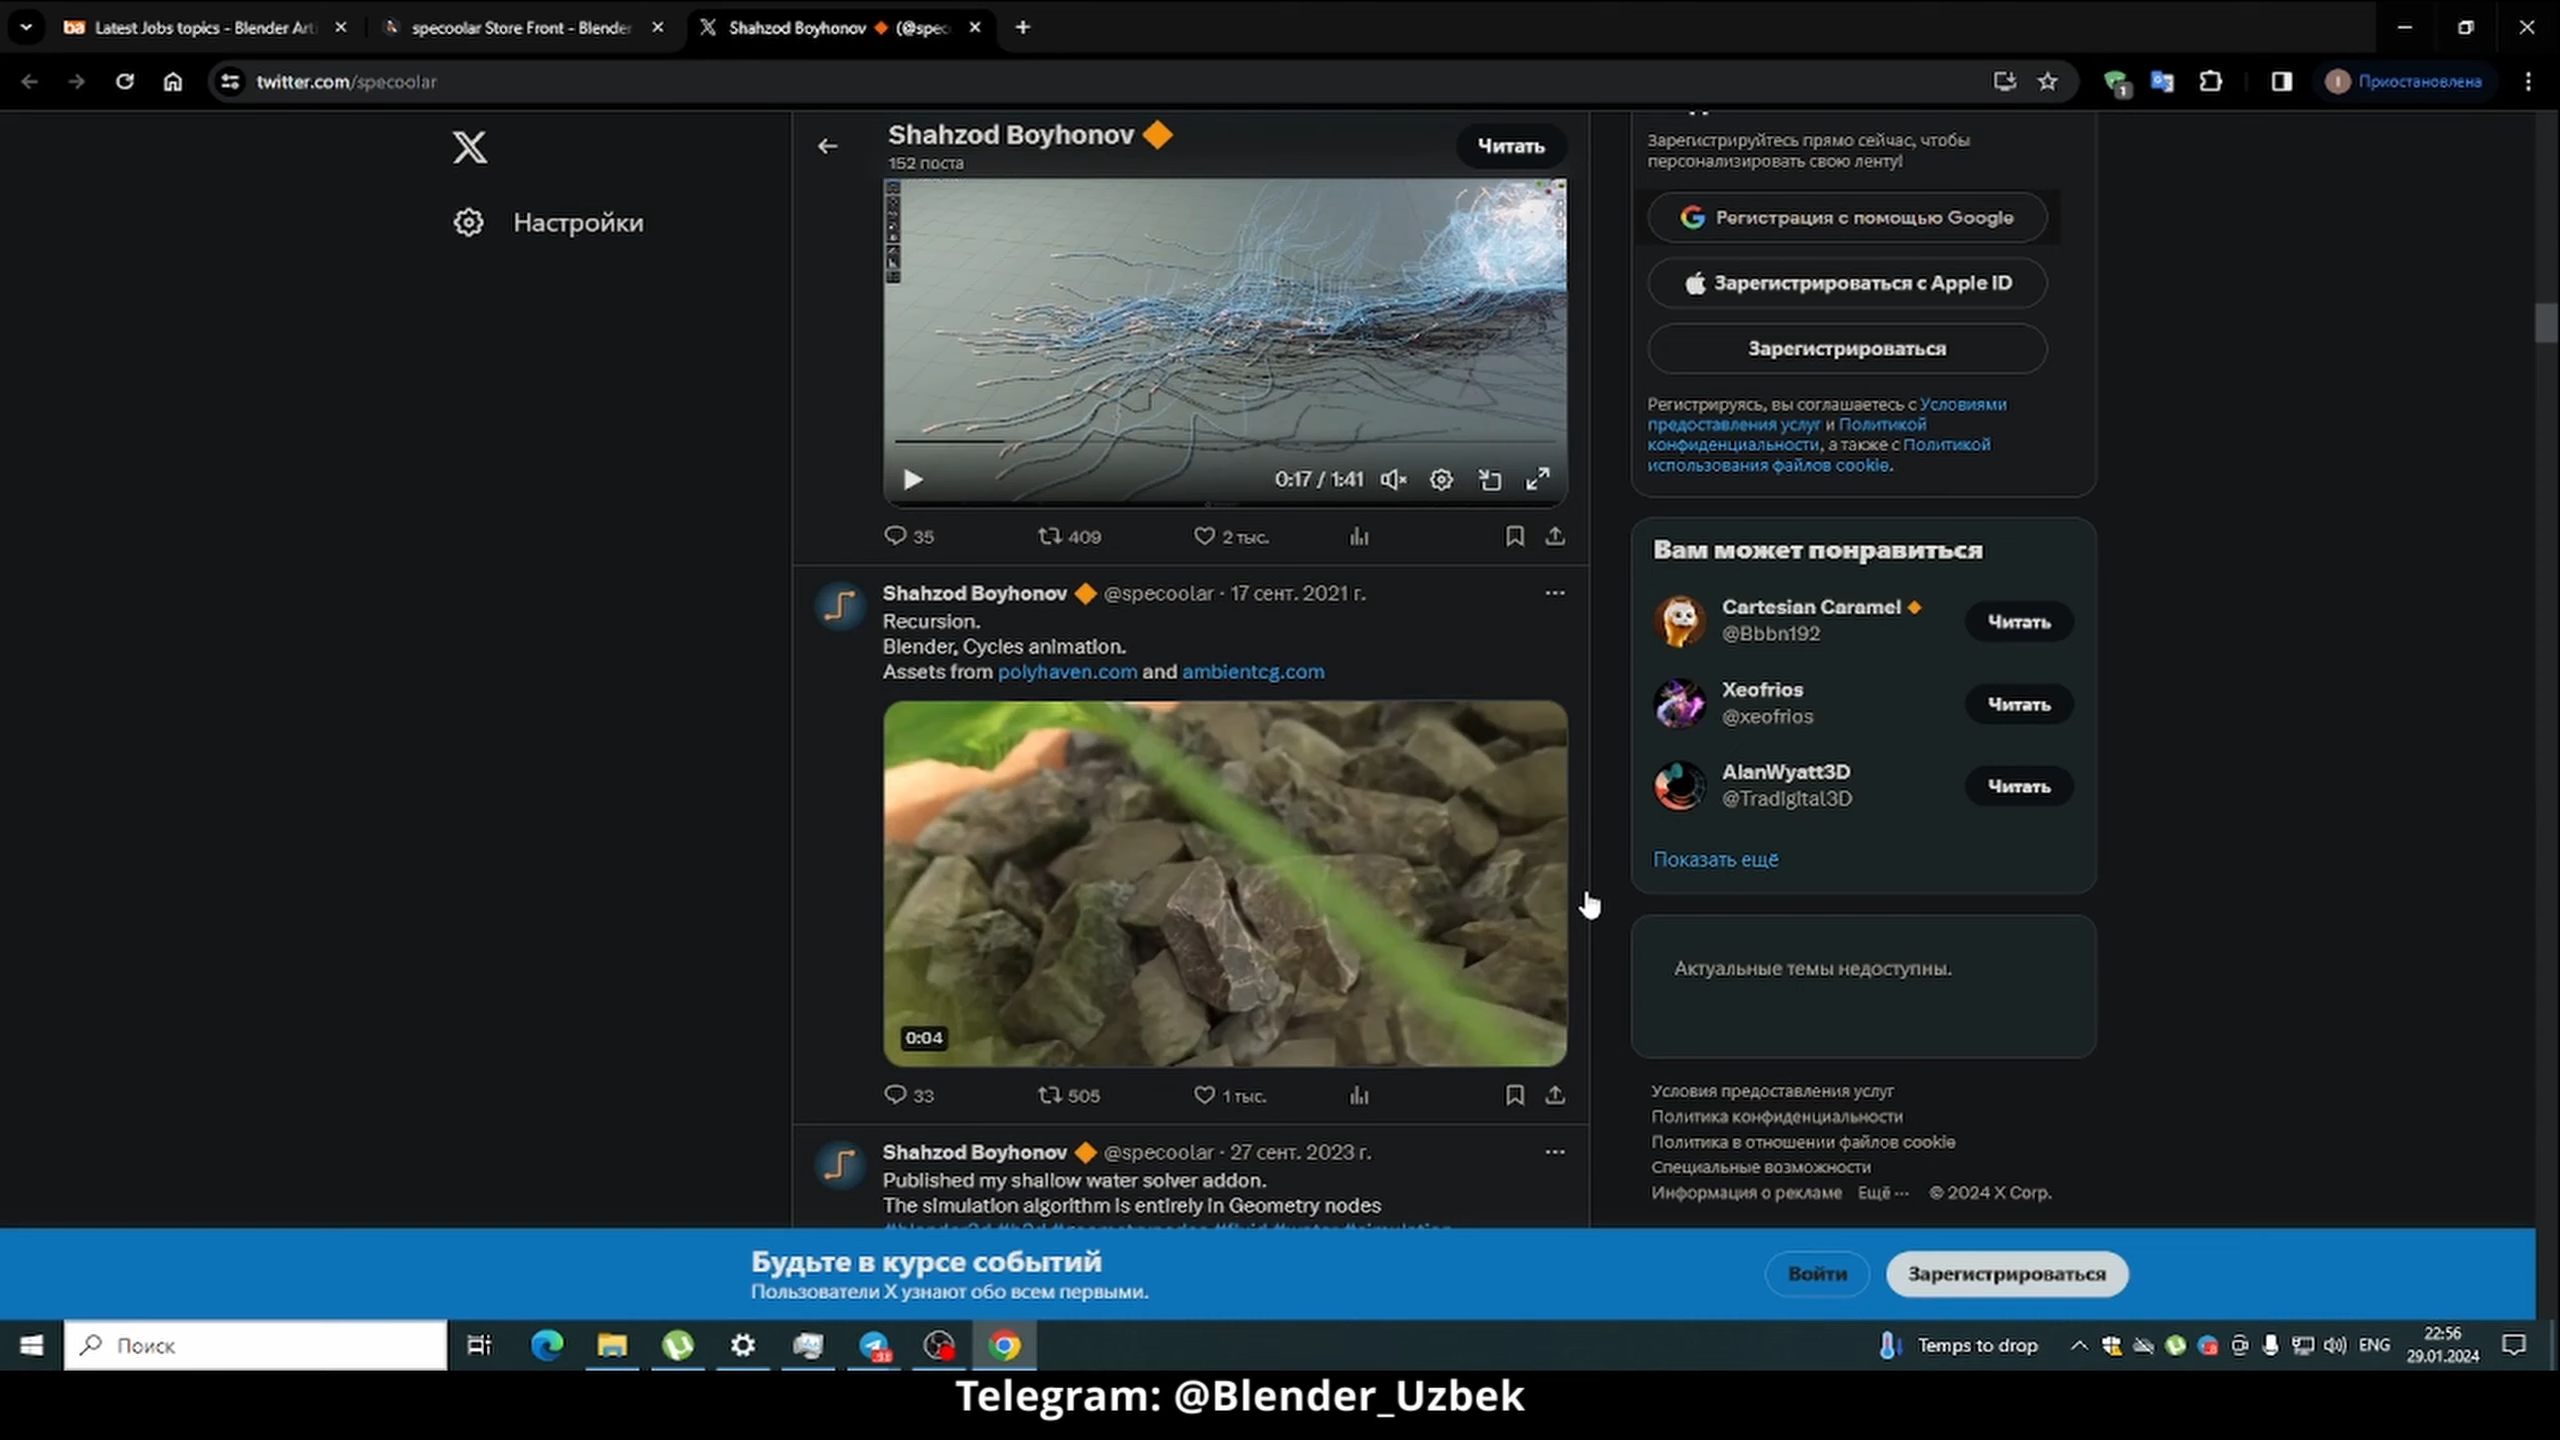 Latest Jobs topics - Blender Art
specoolar Store Front - Blender
Shahzod Boyhonov 🔶 (@spec
twitter.com/specoolar
1
Приостановлена
Настройки
Shahzod Boyhonov 🔶
152 поста
Читать
0:17 / 1:41
35
409
2 тыс.
Shahzod Boyhonov 🔶 @specoolar · 17 сент. 2021 г.
Recursion.
Blender, Cycles animation.
Assets from polyhaven.com and ambientcg.com
0:04
33
505
1 тыс.
Shahzod Boyhonov 🔶 @specoolar · 27 сент. 2023 г.
Published my shallow water solver addon.
The simulation algorithm is entirely in Geometry nodes
Зарегистрируйтесь прямо сейчас, чтобы
персонализировать свою ленту!
Регистрация с помощью Google
Зарегистрироваться с Apple ID
Зарегистрироваться
Регистрируясь, вы соглашаетесь с Условиями
предоставления услуг и Политикой
конфиденциальности, а также с Политикой
использования файлов cookie.
Вам может понравиться
Cartesian Caramel 🔸
@Bbbn192
Читать
Xeofrios
@xeofrios
Читать
AlanWyatt3D
@Tradigital3D
Читать
Показать ещё
Актуальные темы недоступны.
Условия предоставления услуг
Политика конфиденциальности
Политика в отношении файлов cookie
Специальные возможности
Информация о рекламе Ещё ··· © 2024 X Corp.
Будьте в курсе событий
Пользователи X узнают обо всем первыми.
Войти
Зарегистрироваться
Поиск
Temps to drop
ENG
22:56
29.01.2024
Telegram: @Blender_Uzbek